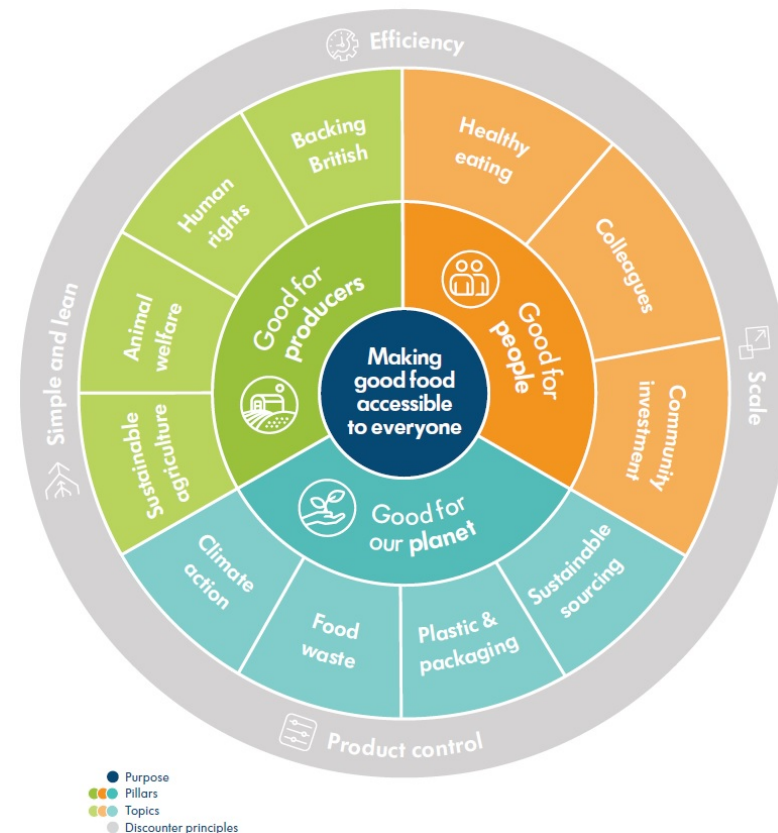 Efficiency
Backing
British
Healthy
eating
Human
rights
Colleagues
Good for
producers
Good for
people
Animal
welfare
Simple and lean
Making
good food
accessible
to everyone
Scale
Sustainable
agriculture
Community
investment
Good for
our planet
Climate
action
Food
waste
Plastic &
packaging
Sustainable
sourcing
Product control
Purpose
Pillars
Topics
Discounter principles